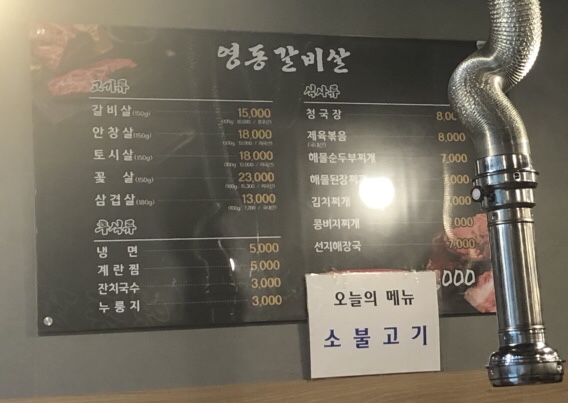 영동갈비살
고기류
갈비살(150g) 15,000
안창살(150g) 18,000
토시살(150g) 18,000
꽃 살(150g) 23,000
삼겹살(180g) 13,000
후식류
냉 면 5,000
계란찜 5,000
잔치국수 3,000
누룽지 3,000
식사류
청국장
제육볶음 8,000
해물순두부찌개 7,000
해물된장찌개
김치찌개
콩비지찌개
선지해장국 7,000
오늘의 메뉴
소불고기